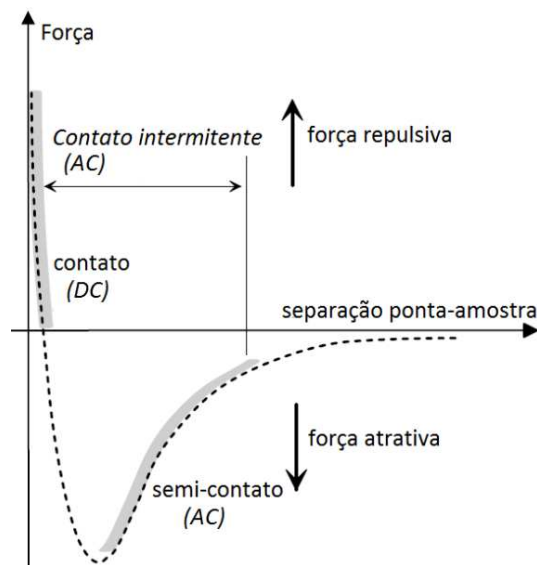 Força
Contato intermitente
(AC)
força repulsiva
contato
(DC)
separação ponta-amostra
força atrativa
semi-contato
(AC)